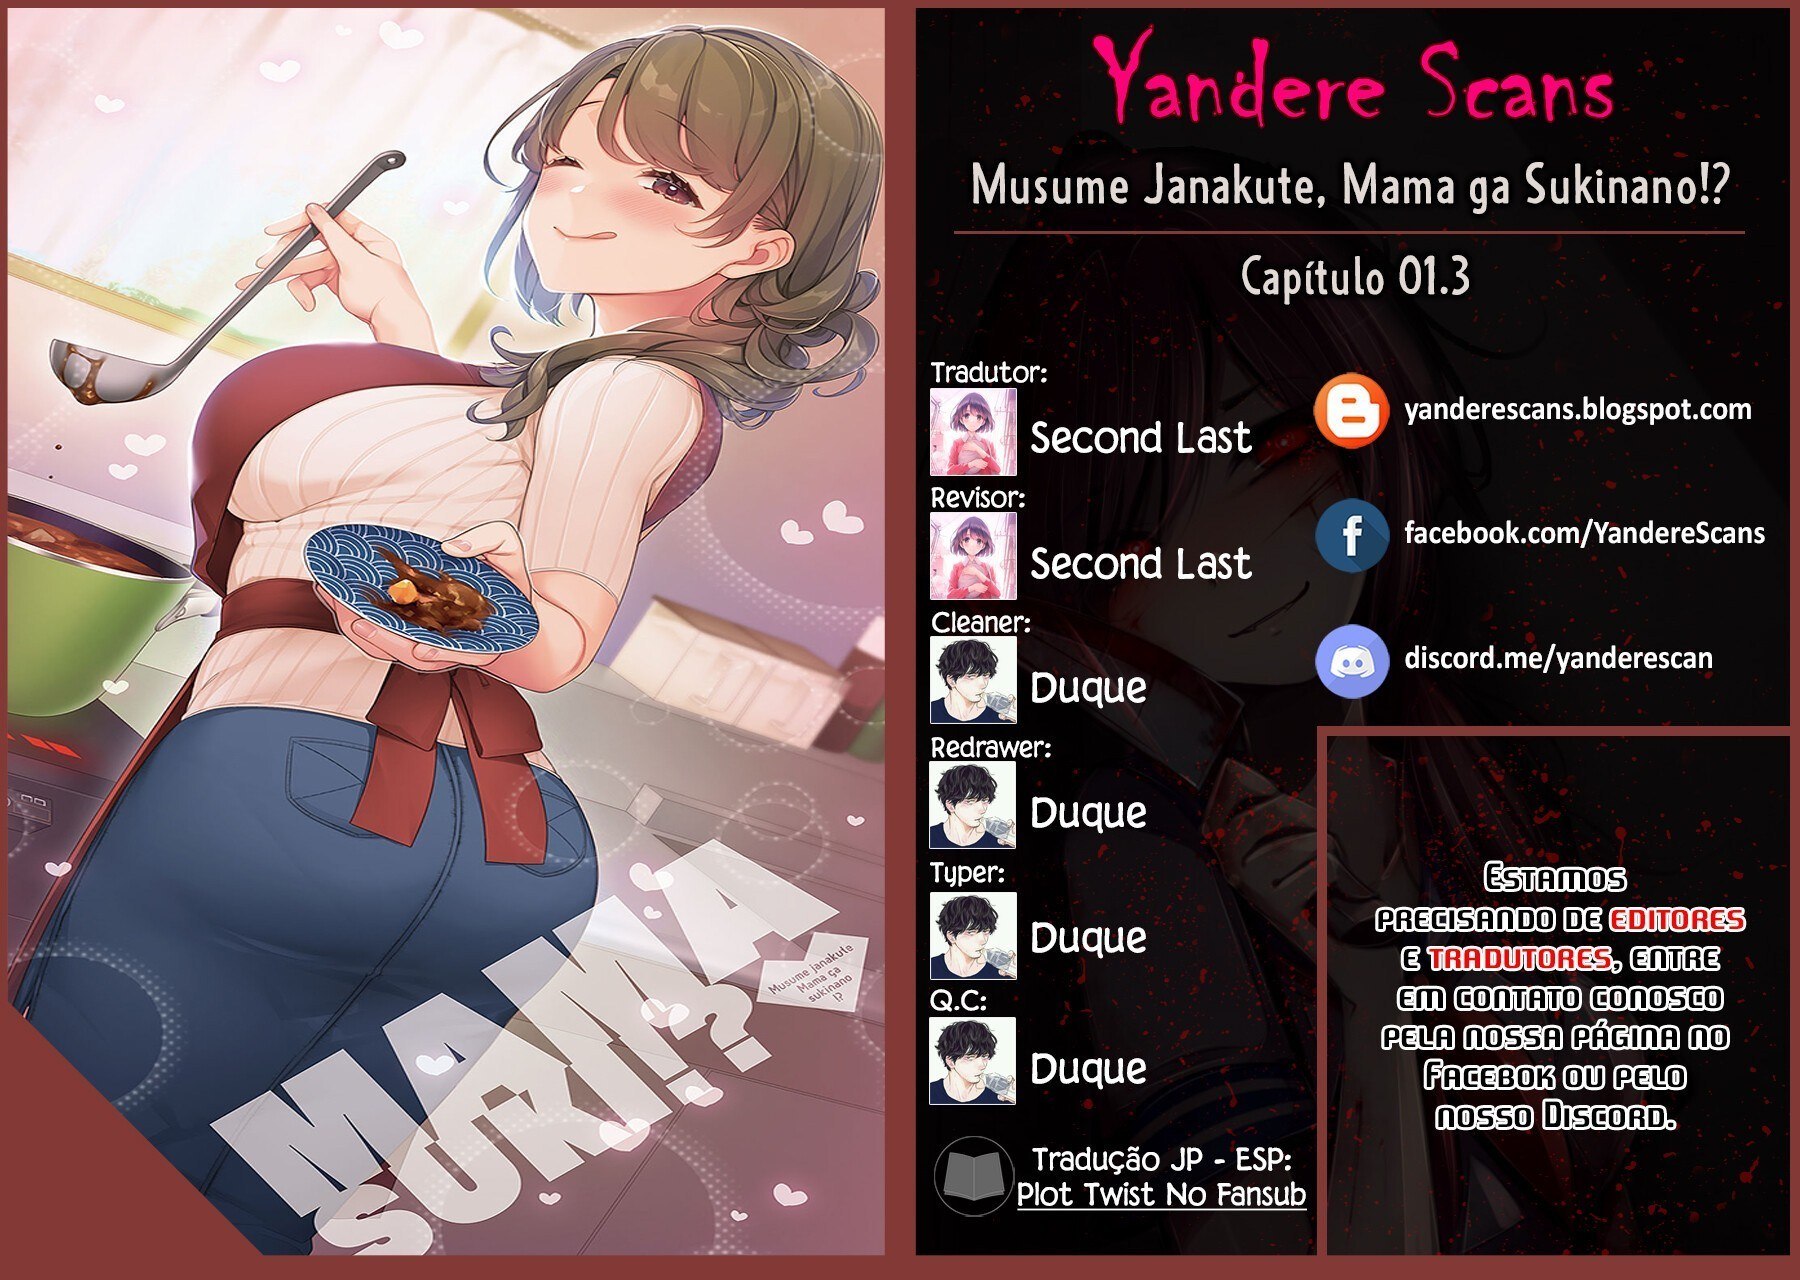 MAMA
SUKI!?
Musume Janakute
Mama ga
sukinano
!?
Yandere Scans
Musume Janakute, Mama ga Sukinano!?
Capítulo 01.3
Tradutor:
Second Last
Revisor:
Second Last
Cleaner:
Duque
Redrawer:
Duque
Typer:
Duque
Q.C:
Duque
Tradução JP - ESP:
Plot Twist No Fansub
yanderescans.blogspot.com
facebook.com/YandereScans
discord.me/yanderescan
Estamos
precisando de editores
e tradutores, entre
em contato conosco
pela nossa página no
Facebok ou pelo
nosso Discord.